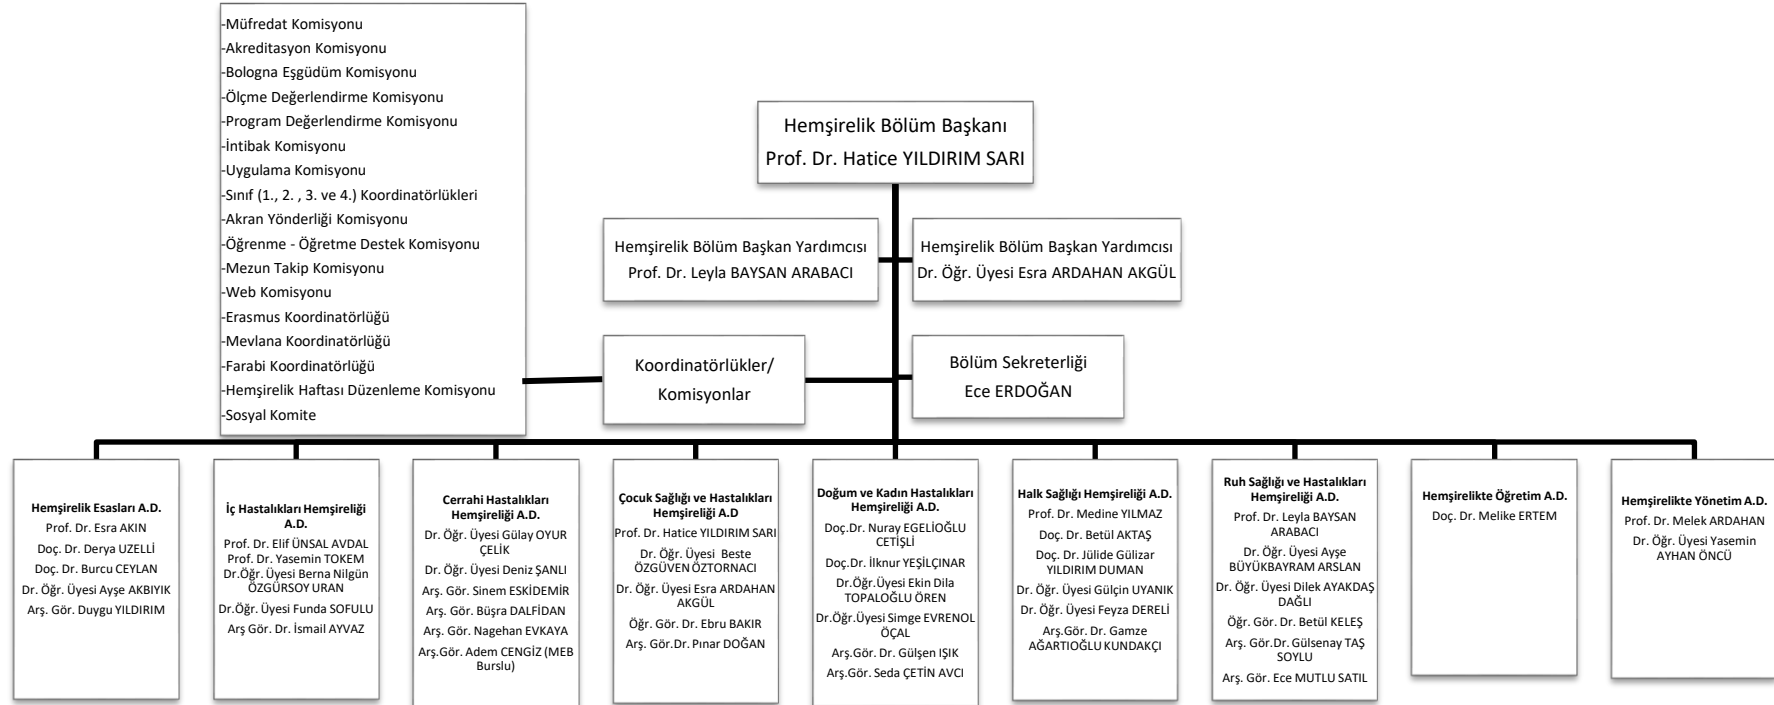 -Müfredat Komisyonu
-Akreditasyon Komisyonu
-Bologna Eşgüdüm Komisyonu
-Ölçme Değerlendirme Komisyonu
-Program Değerlendirme Komisyonu
-İntibak Komisyonu
-Uygulama Komisyonu
-Sınıf (1., 2. , 3. ve 4.) Koordinatörlükleri
-Akran Yönderliği Komisyonu
-Öğrenme - Öğretme Destek Komisyonu
-Mezun Takip Komisyonu
-Web Komisyonu
-Erasmus Koordinatörlüğü
-Mevlana Koordinatörlüğü
-Farabi Koordinatörlüğü
-Hemşirelik Haftası Düzenleme Komisyonu
-Sosyal Komite
Hemşirelik Bölüm Başkanı
Prof. Dr. Hatice YILDIRIM SARI
Hemşirelik Bölüm Başkan Yardımcısı
Prof. Dr. Leyla BAYSAN ARABACI
Hemşirelik Bölüm Başkan Yardımcısı
Dr. Öğr. Üyesi Esra ARDAHAN AKGÜL
Koordinatörlükler/
Komisyonlar
Bölüm Sekreterliği
Ece ERDOĞAN
Hemşirelik Esasları A.D.
Prof. Dr. Esra AKIN
Doç. Dr. Derya UZELLİ
Doç. Dr. Burcu CEYLAN
Dr. Öğr. Üyesi Ayşe AKBIYIK
Arş. Gör. Duygu YILDIRIM
İç Hastalıkları Hemşireliği
A.D.
Prof. Dr. Elif ÜNSAL AVDAL
Prof. Dr. Yasemin TOKEM
Dr.Öğr. Üyesi Berna Nilgün
ÖZGÜRSOY URAN
Dr.Öğr. Üyesi Funda SOFULU
Arş Gör. Dr. İsmail AYVAZ
Cerrahi Hastalıkları
Hemşireliği A.D.
Dr. Öğr. Üyesi Gülay OYUR
ÇELİK
Dr. Öğr. Üyesi Deniz ŞANLI
Arş. Gör. Sinem ESKİDEMİR
Arş. Gör. Büşra DALFİDAN
Arş. Gör. Nagehan EVKAYA
Arş.Gör. Adem CENGİZ (MEB
Burslu)
Çocuk Sağlığı ve Hastalıkları
Hemşireliği A.D
Prof. Dr. Hatice YILDIRIM SARI
Dr. Öğr. Üyesi Beste
ÖZGÜVEN ÖZTORNACI
Dr. Öğr. Üyesi Esra ARDAHAN
AKGÜL
Öğr. Gör. Dr. Ebru BAKIR
Arş. Gör.Dr. Pınar DOĞAN
Doğum ve Kadın Hastalıkları
Hemşireliği A.D.
Doç.Dr. Nuray EGELİOĞLU
CETİŞLİ
Doç.Dr. İlknur YEŞİLÇINAR
Dr.Öğr.Üyesi Ekin Dila
TOPALOĞLU ÖREN
Dr.Öğr.Üyesi Simge EVRENOL
ÖÇAL
Arş.Gör. Dr. Gülşen IŞIK
Arş.Gör. Seda ÇETİN AVCI
Halk Sağlığı Hemşireliği A.D.
Prof. Dr. Medine YILMAZ
Doç. Dr. Betül AKTAŞ
Doç. Dr. Jülide Gülizar
YILDIRIM DUMAN
Dr. Öğr. Üyesi Gülçin UYANIK
Dr. Öğr. Üyesi Feyza DERELİ
Arş.Gör. Dr. Gamze
AĞARTIOĞLU KUNDAKÇI
Ruh Sağlığı ve Hastalıkları
Hemşireliği A.D.
Prof. Dr. Leyla BAYSAN
ARABACI
Dr. Öğr. Üyesi Ayşe
BÜYÜKBAYRAM ARSLAN
Dr. Öğr. Üyesi Dilek AYAKDAŞ
DAĞLI
Öğr. Gör. Dr. Betül KELEŞ
Arş. Gör.Dr. Gülsenay TAŞ
SOYLU
Arş. Gör. Ece MUTLU SATIL
Hemşirelikte Öğretim A.D.
Doç. Dr. Melike ERTEM
Hemşirelikte Yönetim A.D.
Prof. Dr. Melek ARDAHAN
Dr. Öğr. Üyesi Yasemin
AYHAN ÖNCÜ